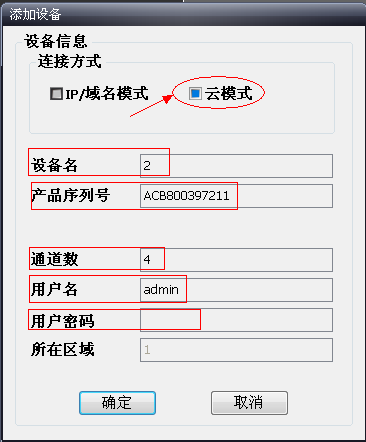 添加设备
设备信息
连接方式
IP/域名模式 云模式
设备名 2
产品序列号 ACB800397211
通道数 4
用户名 admin
用户密码
所在区域 1
确定 取消